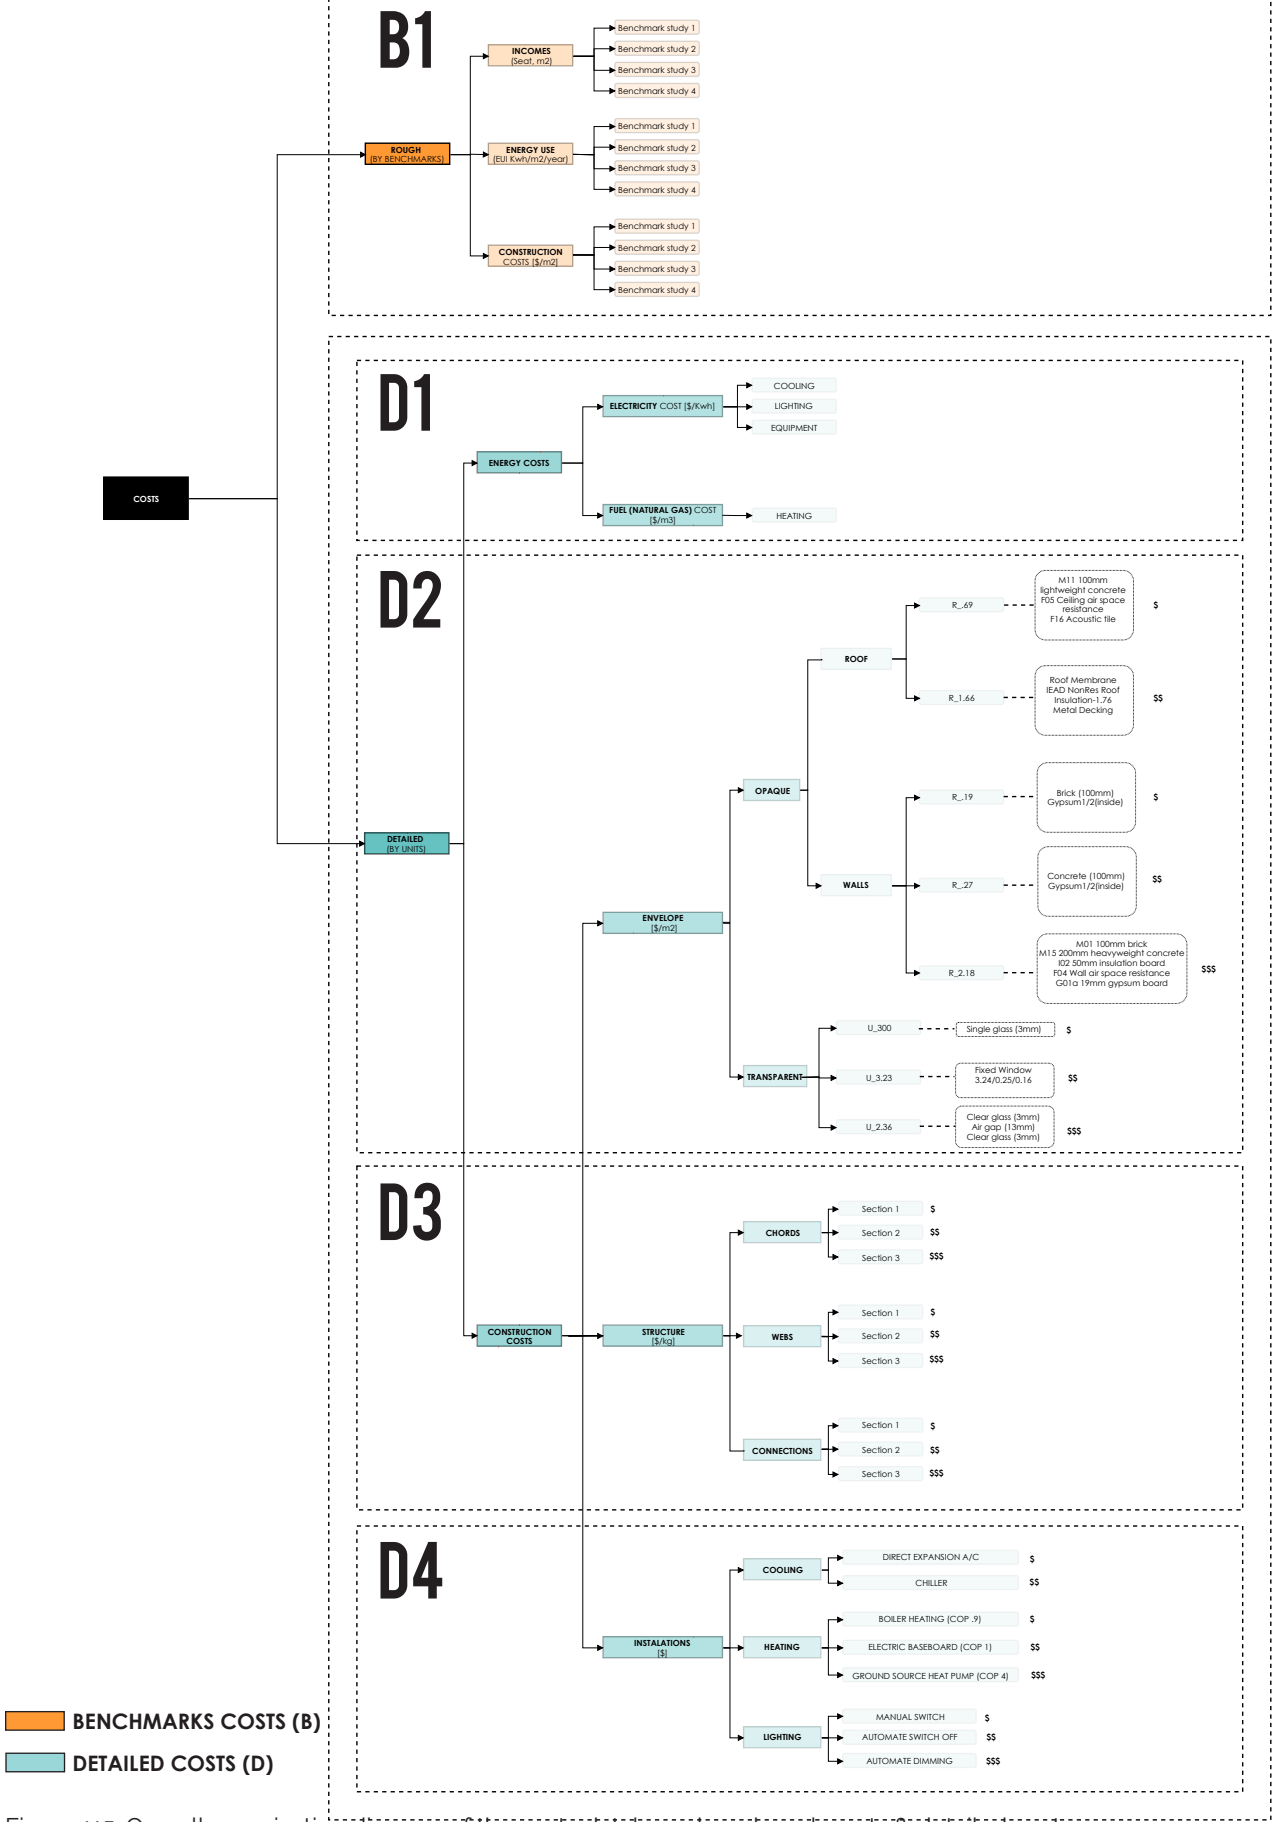 B1
INCOMES
(Seat, m2)
Benchmark study 1
Benchmark study 2
Benchmark study 3
Benchmark study 4
ROUGH
(BY BENCHMARKS)
ENERGY USE
(EUI Kwh/m2/year)
Benchmark study 1
Benchmark study 2
Benchmark study 3
Benchmark study 4
CONSTRUCTION
COSTS [$/m2]
Benchmark study 1
Benchmark study 2
Benchmark study 3
Benchmark study 4
COSTS
D1
ENERGY COSTS
ELECTRICITY COST [$/Kwh]
COOLING
LIGHTING
EQUIPMENT
FUEL (NATURAL GAS) COST
[$/m3]
HEATING
D2
DETAILED
(BY UNITS)
ENVELOPE
[$/m2]
OPAQUE
ROOF
R_.69
M11 100mm
lightweight concrete
F05 Ceiling air space
resistance
F16 Acoustic tile
$
R_1.66
Roof Membrane
IEAD NonRes Roof
Insulation-1.76
Metal Decking
$$
WALLS
R_.19
Brick (100mm)
Gypsum1/2(inside)
$
R_.27
Concrete (100mm)
Gypsum1/2(inside)
$$
R_2.18
M01 100mm brick
M15 200mm heavyweight concrete
I02 50mm insulation board
F04 Wall air space resistance
G01a 19mm gypsum board
$$$
TRANSPARENT
U_300
Single glass (3mm)
$
U_3.23
Fixed Window
3.24/0.25/0.16
$$
U_2.36
Clear glass (3mm)
Air gap (13mm)
Clear glass (3mm)
$$$
D3
CONSTRUCTION
COSTS
STRUCTURE
[$/kg]
CHORDS
Section 1 $
Section 2 $$
Section 3 $$$
WEBS
Section 1 $
Section 2 $$
Section 3 $$$
CONNECTIONS
Section 1 $
Section 2 $$
Section 3 $$$
D4
INSTALATIONS
[$]
COOLING
DIRECT EXPANSION A/C $
CHILLER $$
HEATING
BOILER HEATING (COP .9) $
ELECTRIC BASEBOARD (COP 1) $$
GROUND SOURCE HEAT PUMP (COP 4) $$$
LIGHTING
MANUAL SWITCH $
AUTOMATE SWITCH OFF $$
AUTOMATE DIMMING $$$
BENCHMARKS COSTS (B)
DETAILED COSTS (D)